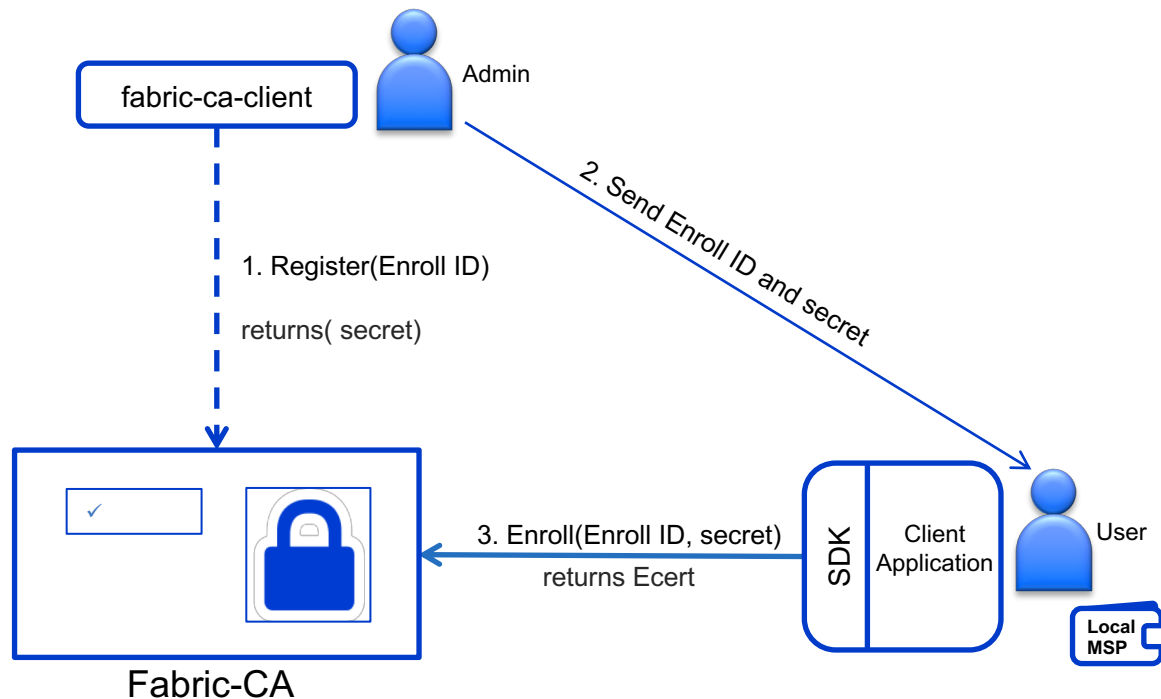 Admin
fabric-ca-client
2. Send Enroll ID and secret
1. Register(Enroll ID)
returns( secret)
✓
3. Enroll(Enroll ID, secret)
returns Ecert
SDK
Client
Application
User
Local
MSP
Fabric-CA